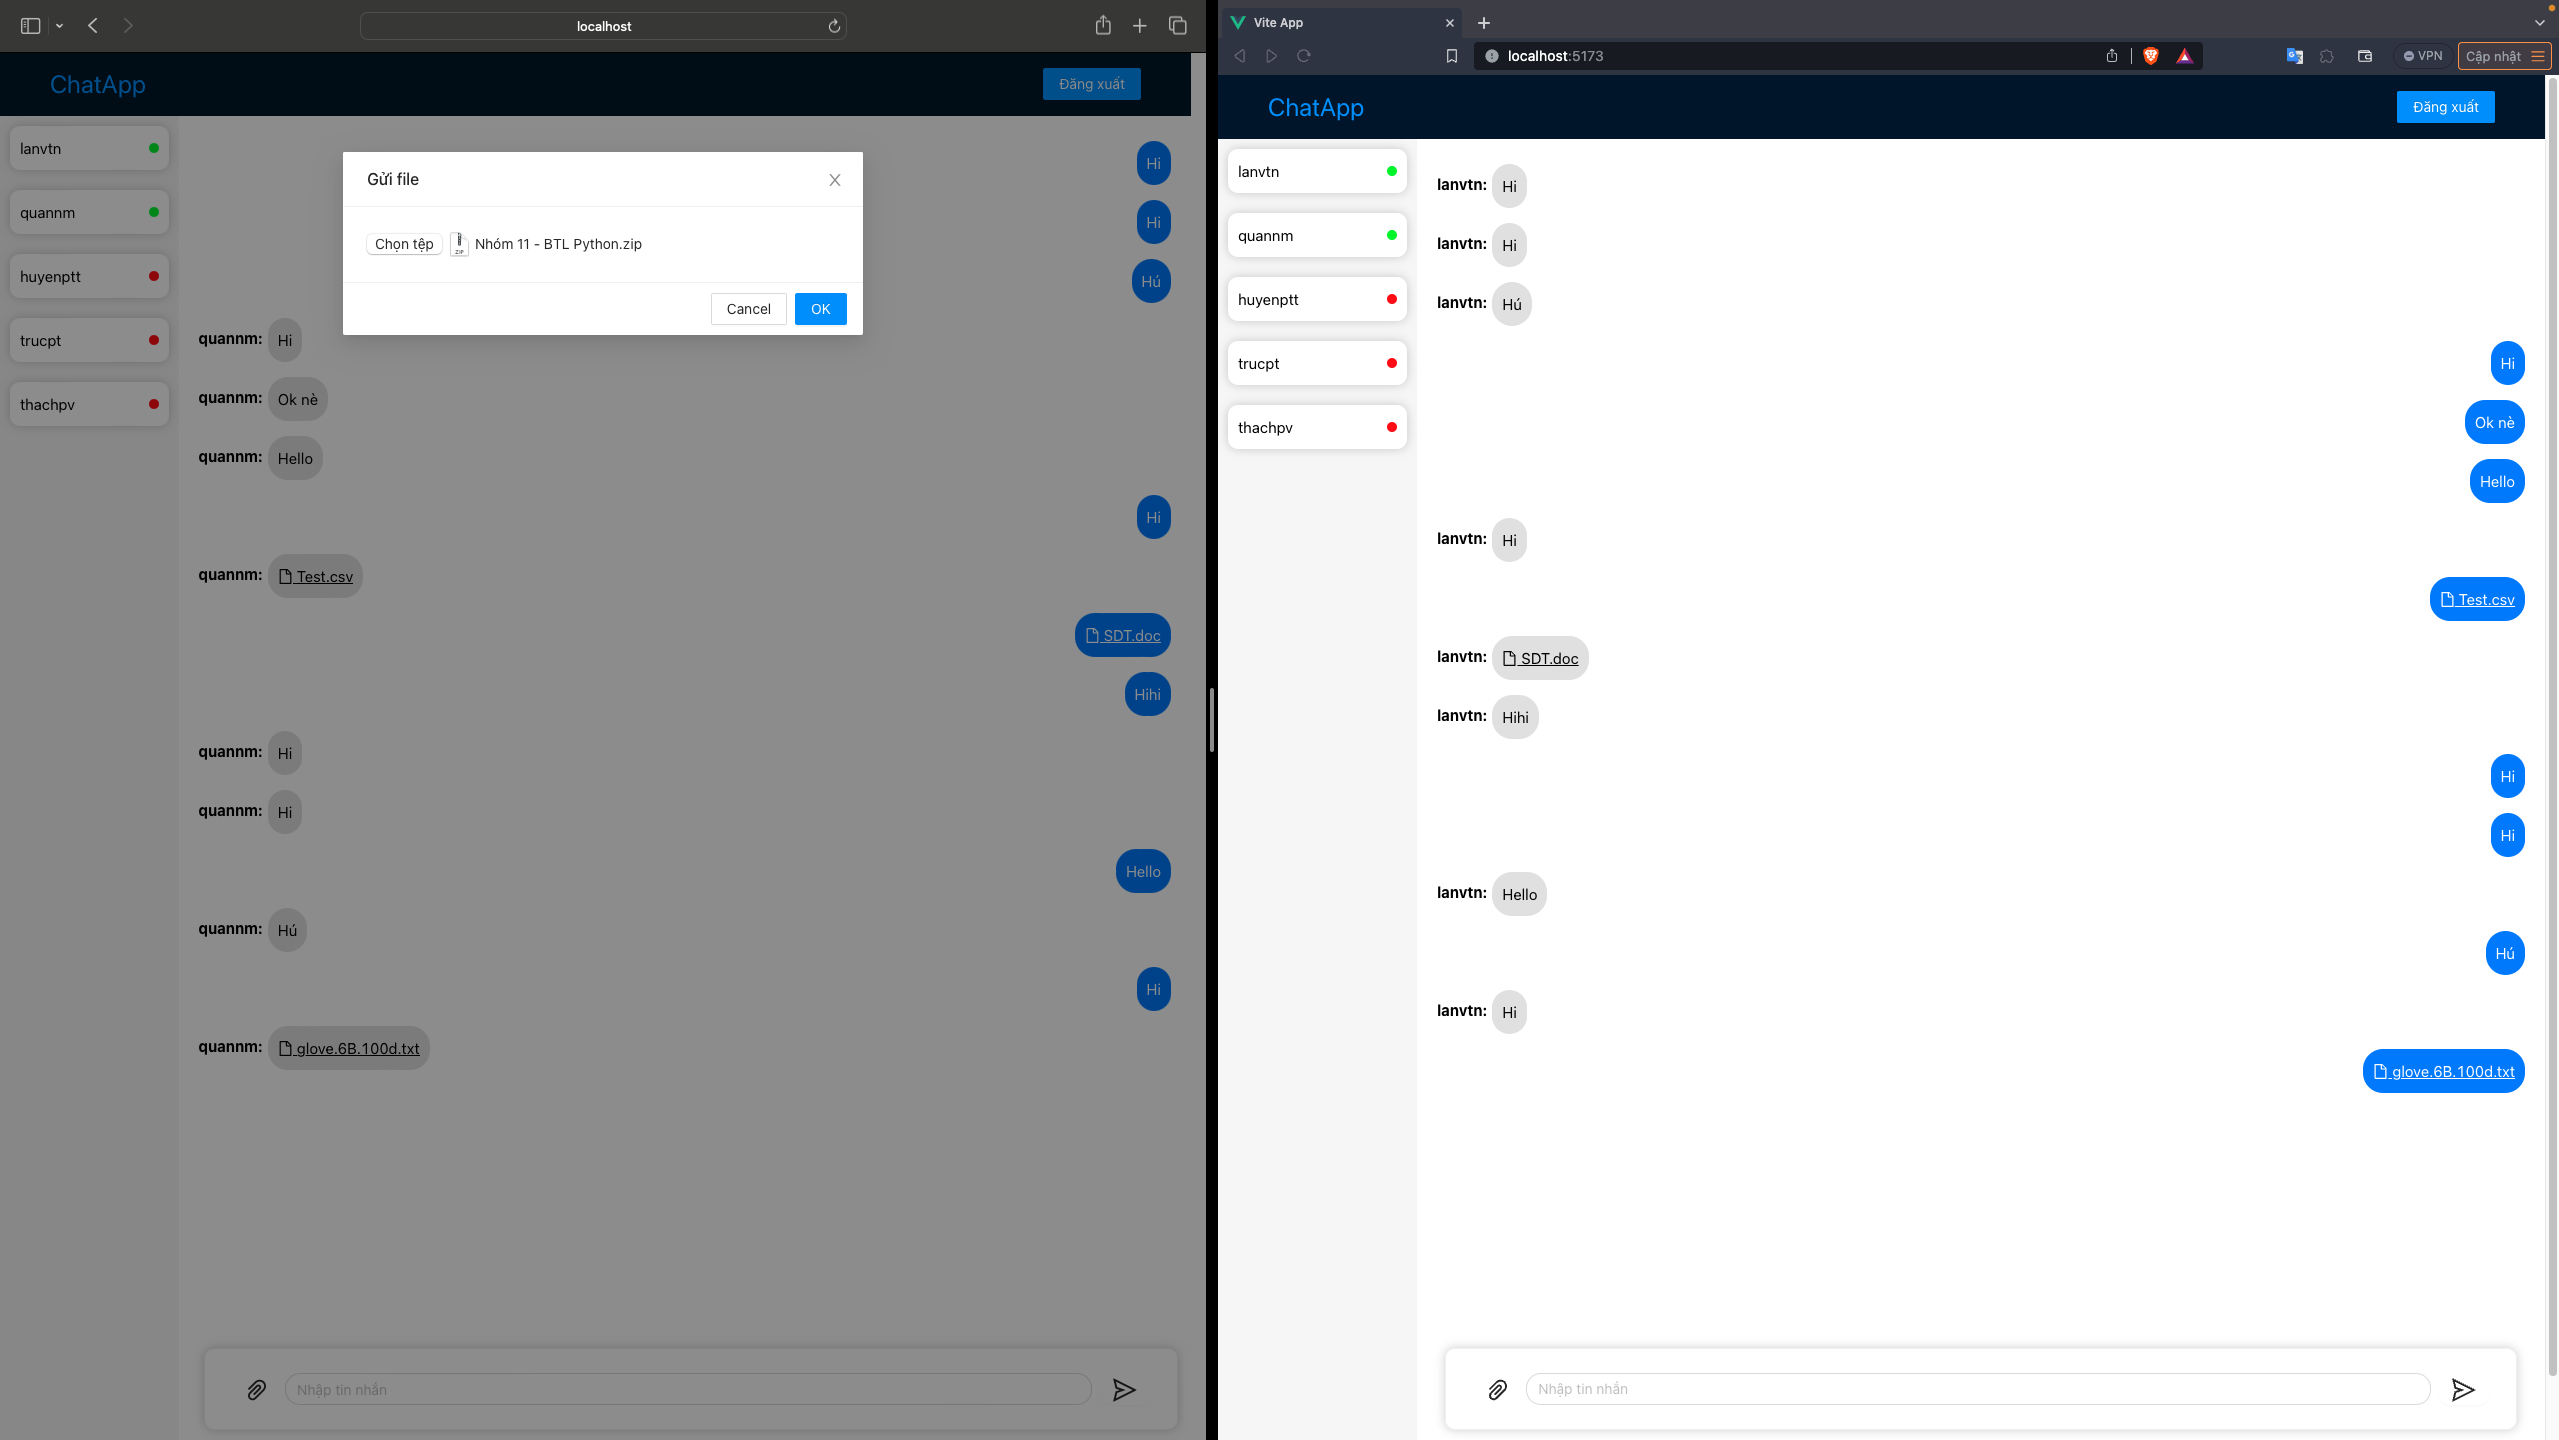 localhost
ChatApp
Đăng xuất
lanvtn
quannm
huyenptt
trucpt
thachpv
Hi
Hi
Hú
Gửi file
Chọn tệp ZIP Nhóm 11 - BTL Python.zip
Cancel OK
quannm: Hi
quannm: Ok nè
quannm: Hello
Hi
quannm: Test.csv
SDT.doc
Hihi
quannm: Hi
quannm: Hi
Hello
quannm: Hú
Hi
quannm: glove.6B.100d.txt
Nhập tin nhắn
Vite App
localhost:5173
VPN
Cập nhật
ChatApp
Đăng xuất
lanvtn
quannm
huyenptt
trucpt
thachpv
lanvtn: Hi
lanvtn: Hi
lanvtn: Hú
Hi
Ok nè
Hello
lanvtn: Hi
Test.csv
lanvtn: SDT.doc
lanvtn: Hihi
Hi
Hi
lanvtn: Hello
Hú
lanvtn: Hi
glove.6B.100d.txt
Nhập tin nhắn